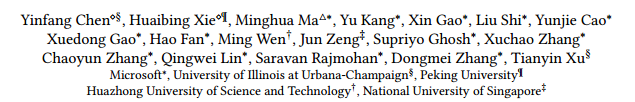 Yinfang Chen⋄§, Huaibing Xie⋄¶, Minghua Ma△*, Yu Kang*, Xin Gao*, Liu Shi*, Yunjie Cao*
Xuedong Gao*, Hao Fan*, Ming Wen†, Jun Zeng‡, Supriyo Ghosh*, Xuchao Zhang*
Chaoyun Zhang*, Qingwei Lin*, Saravan Rajmohan*, Dongmei Zhang*, Tianyin Xu§
Microsoft*, University of Illinois at Urbana-Champaign§, Peking University¶
Huazhong University of Science and Technology†, National University of Singapore‡